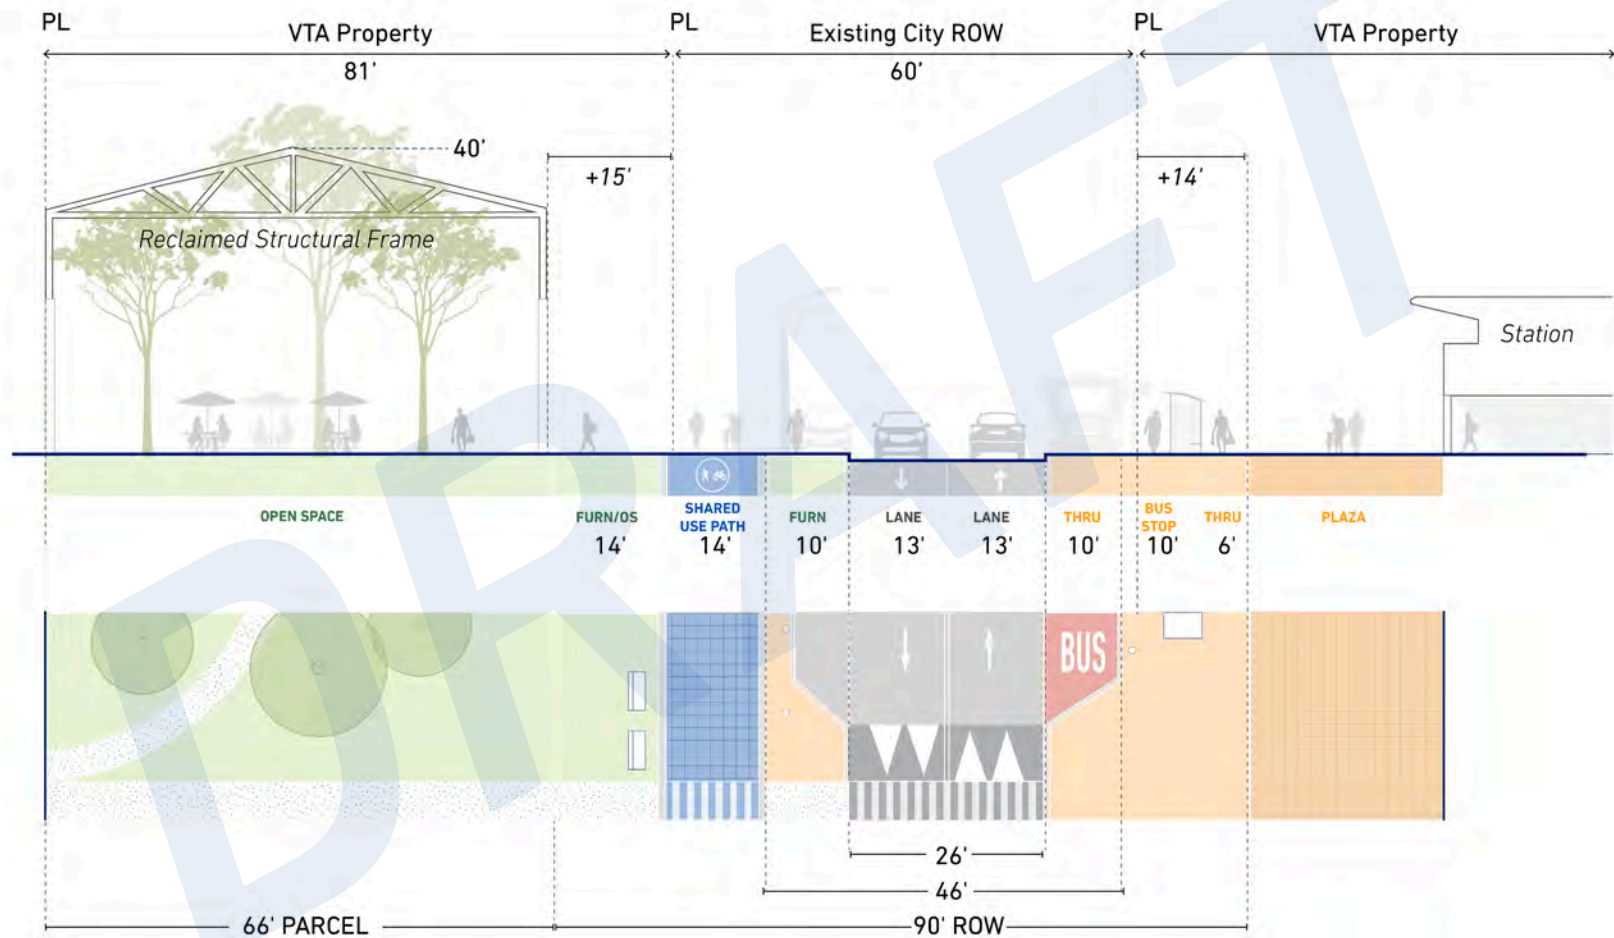 PL
VTA Property
PL
Existing City ROW
PL
VTA Property
81'
60'
40'
+15'
+14'
Reclaimed Structural Frame
Station
OPEN SPACE
FURN/OS
14'
SHARED
USE PATH
14'
FURN
10'
LANE
13'
LANE
13'
THRU
10'
BUS
STOP
10'
THRU
6'
PLAZA
BUS
26'
46'
66' PARCEL
90' ROW
DRAFT